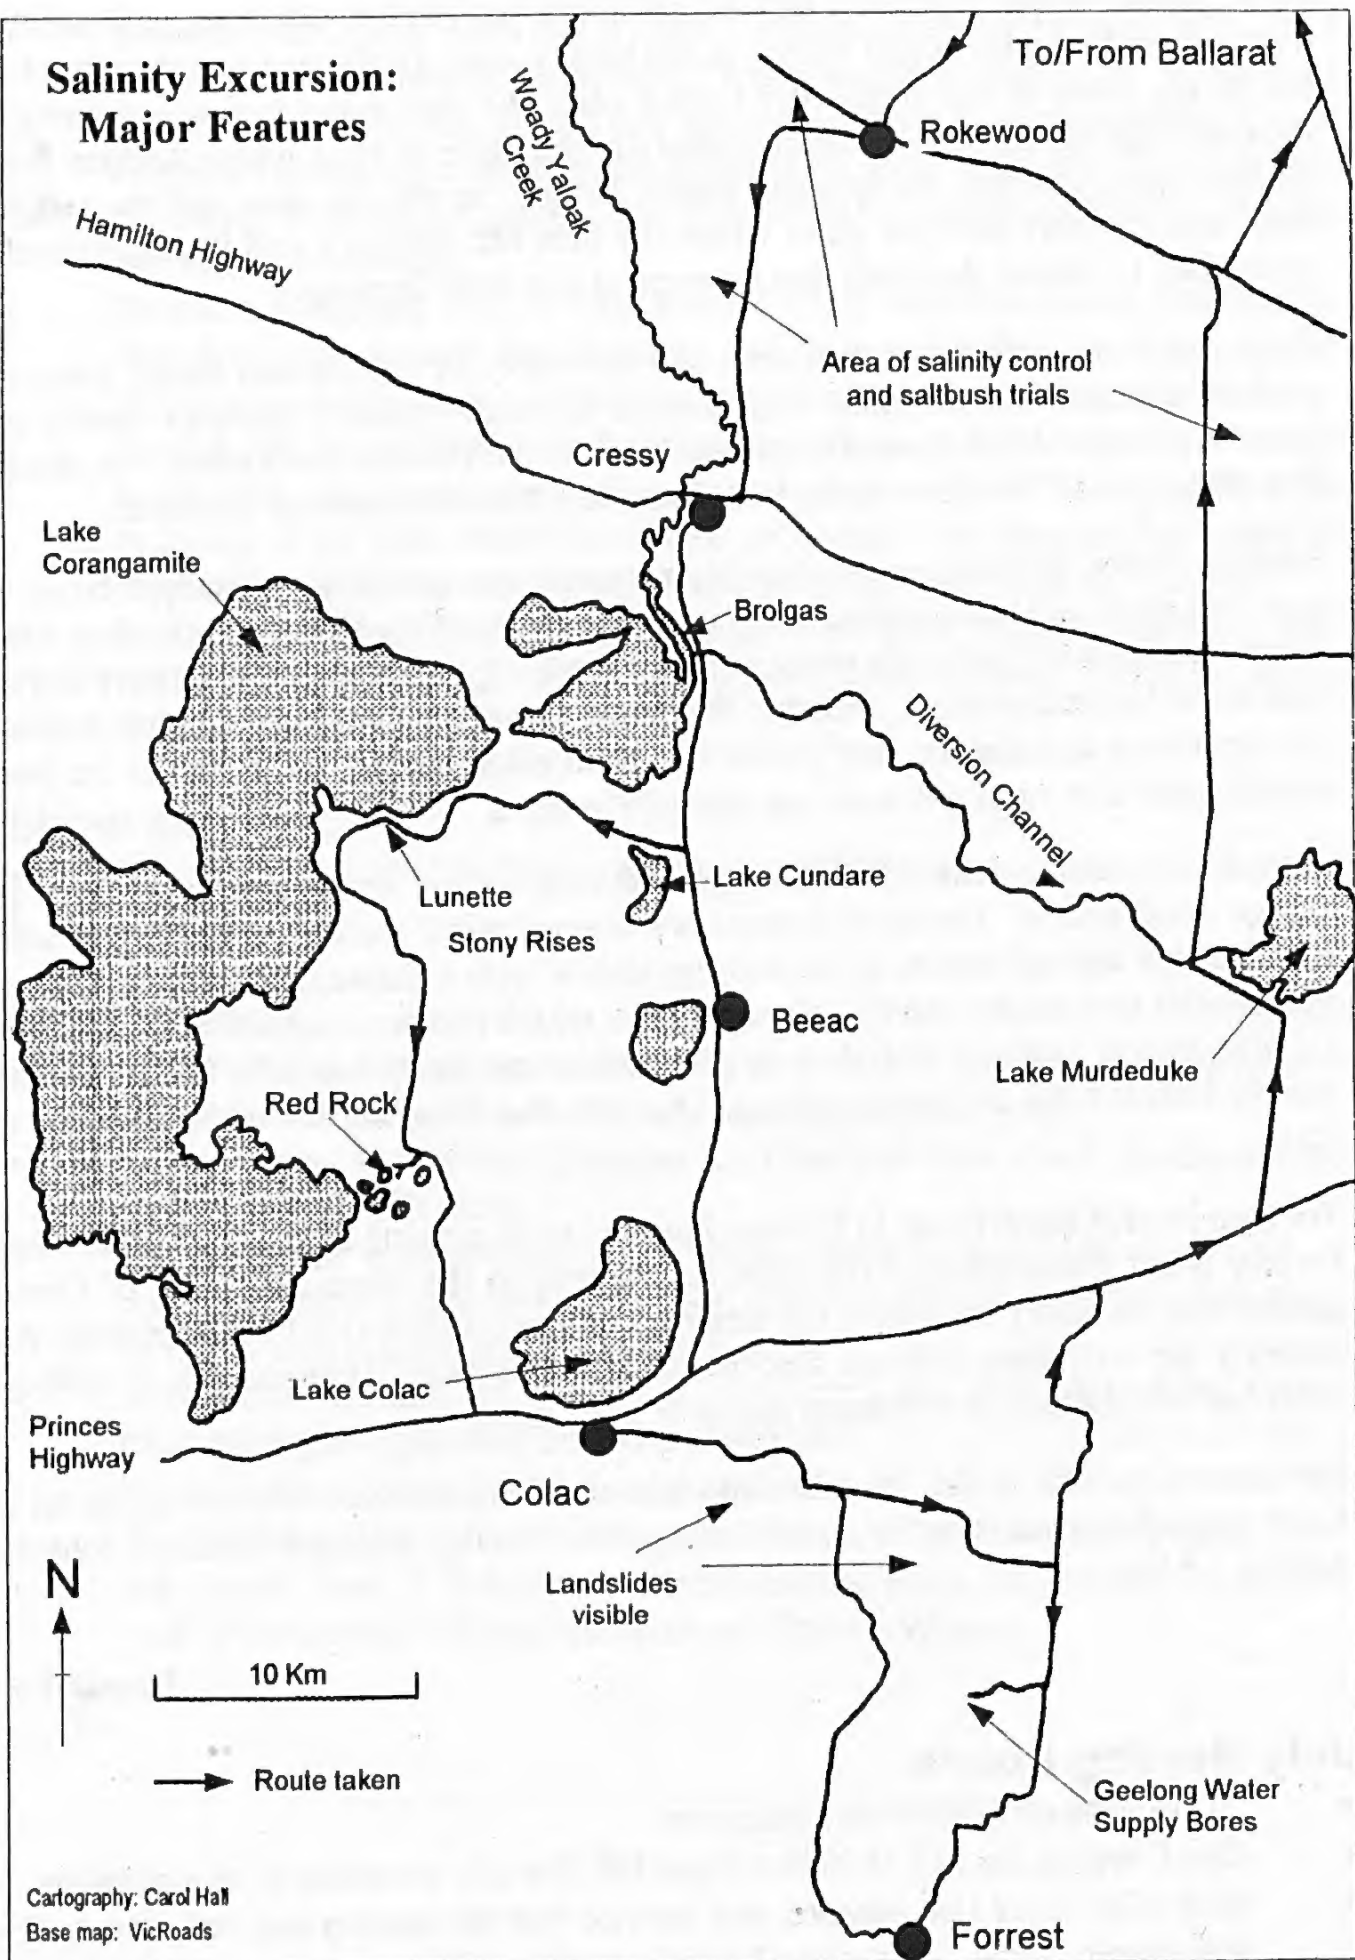 Salinity Excursion:
Major Features
To/From Ballarat
Woady Yaloak
Creek
Rokewood
Hamilton Highway
Area of salinity control
and saltbush trials
Cressy
Lake
Corangamite
Brolgas
Diversion Channel
Lake Cundare
Lunette
Stony Rises
Beeac
Lake Murdeduke
Red Rock
Lake Colac
Princes
Highway
Colac
N
Landslides
visible
10 Km
Route taken
Geelong Water
Supply Bores
Cartography: Carol Hall
Base map: VicRoads
Forrest